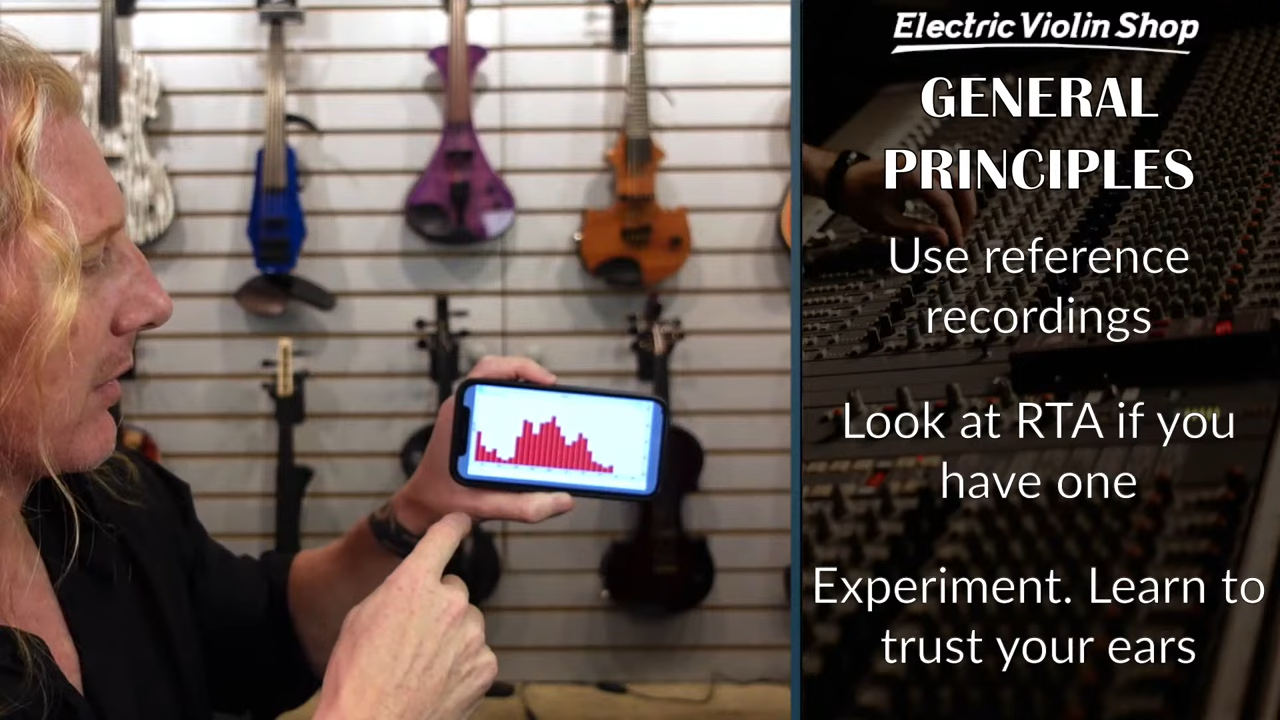 Electric Violin Shop
GENERAL
PRINCIPLES
Use reference
recordings
Look at RTA if you
have one
Experiment. Learn to
trust your ears